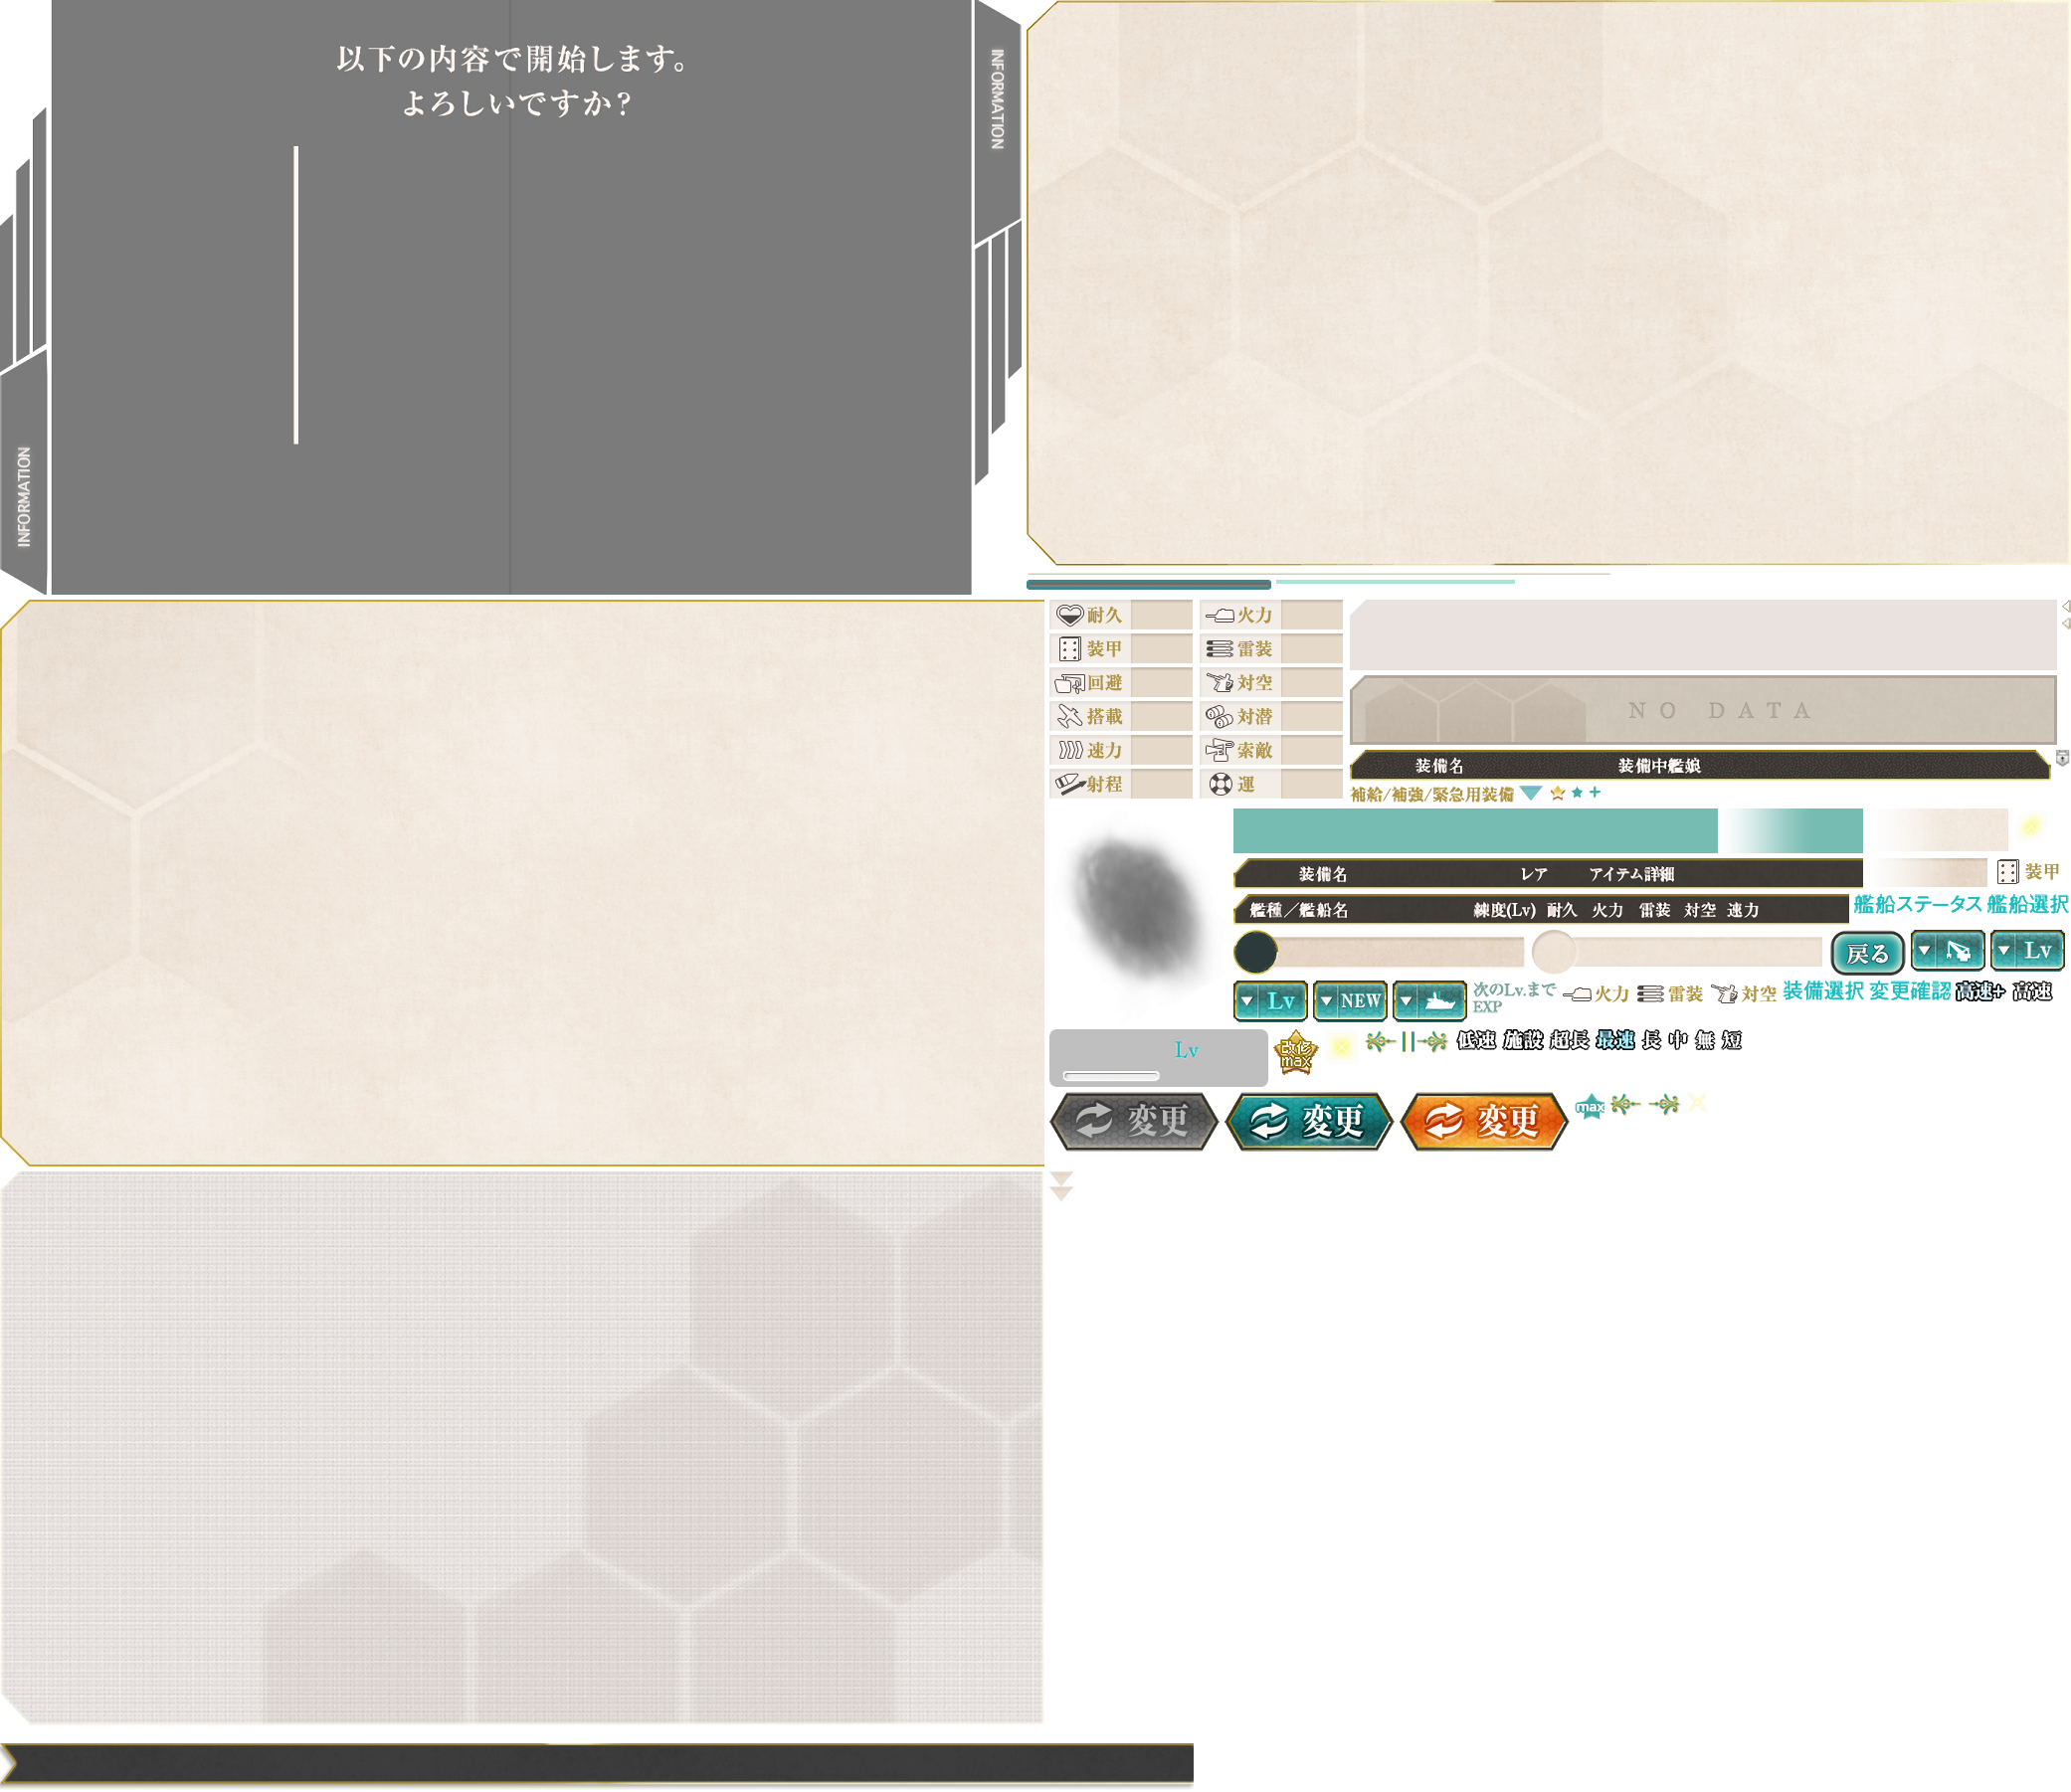 以下の内容で開始します。
よろしいですか?
INFORMATION
INFORMATION
耐久 火力
装甲 雷装
回避 対空
搭載 対潜
速力 索敵
射程 運
NO DATA
装備名 装備中艦娘
補給/補強/緊急用装備
装備名 レア アイテム詳細
装甲
艦種／艦船名 練度(Lv) 耐久 火力 雷装 対空 速力
艦船ステータス 艦船選択
戻る Lv
Lv NEW
次のLv.まで
EXP
火力 雷装 対空 装備選択 変更確認 高速+ 高速
Lv
改修
max
低速 施設 超長 最速 長 中 無 短
変更 変更 変更
max